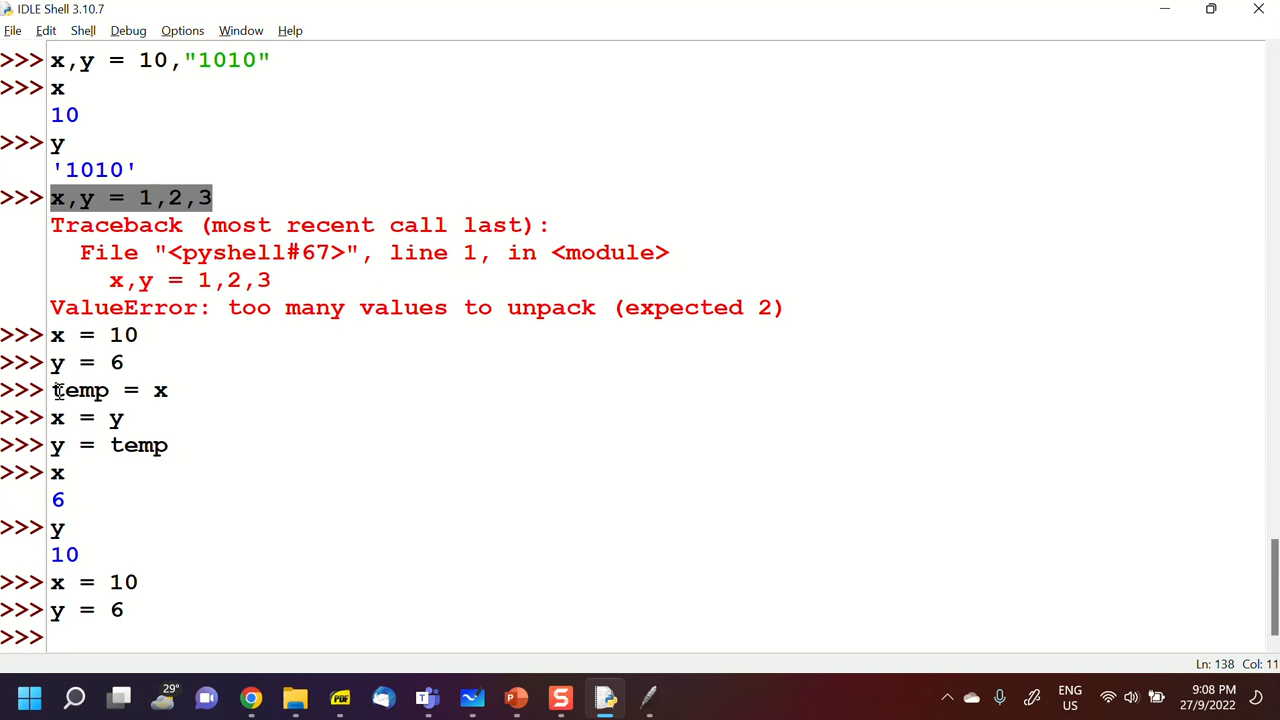 IDLE Shell 3.10.7
File Edit Shell Debug Options Window Help
>>> x,y = 10,"1010"
>>> x
10
>>> y
'1010'
>>> x,y = 1,2,3
Traceback (most recent call last):
  File "<pyshell#67>", line 1, in <module>
    x,y = 1,2,3
ValueError: too many values to unpack (expected 2)
>>> x = 10
>>> y = 6
>>> temp = x
>>> x = y
>>> y = temp
>>> x
6
>>> y
10
>>> x = 10
>>> y = 6
>>>
Ln: 138 Col: 11
29°
PDF
ENG
US
9:08 PM
27/9/2022